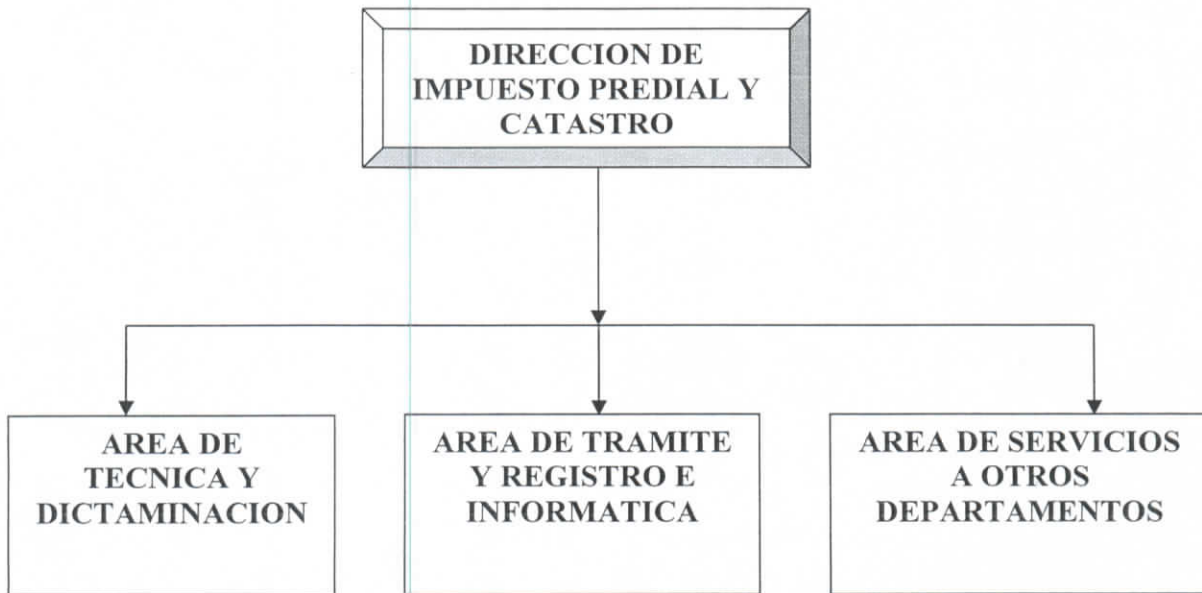 DIRECCION DE
IMPUESTO PREDIAL Y
CATASTRO
AREA DE
TECNICA Y
DICTAMINACION
AREA DE TRAMITE
Y REGISTRO E
INFORMATICA
AREA DE SERVICIOS
A OTROS
DEPARTAMENTOS